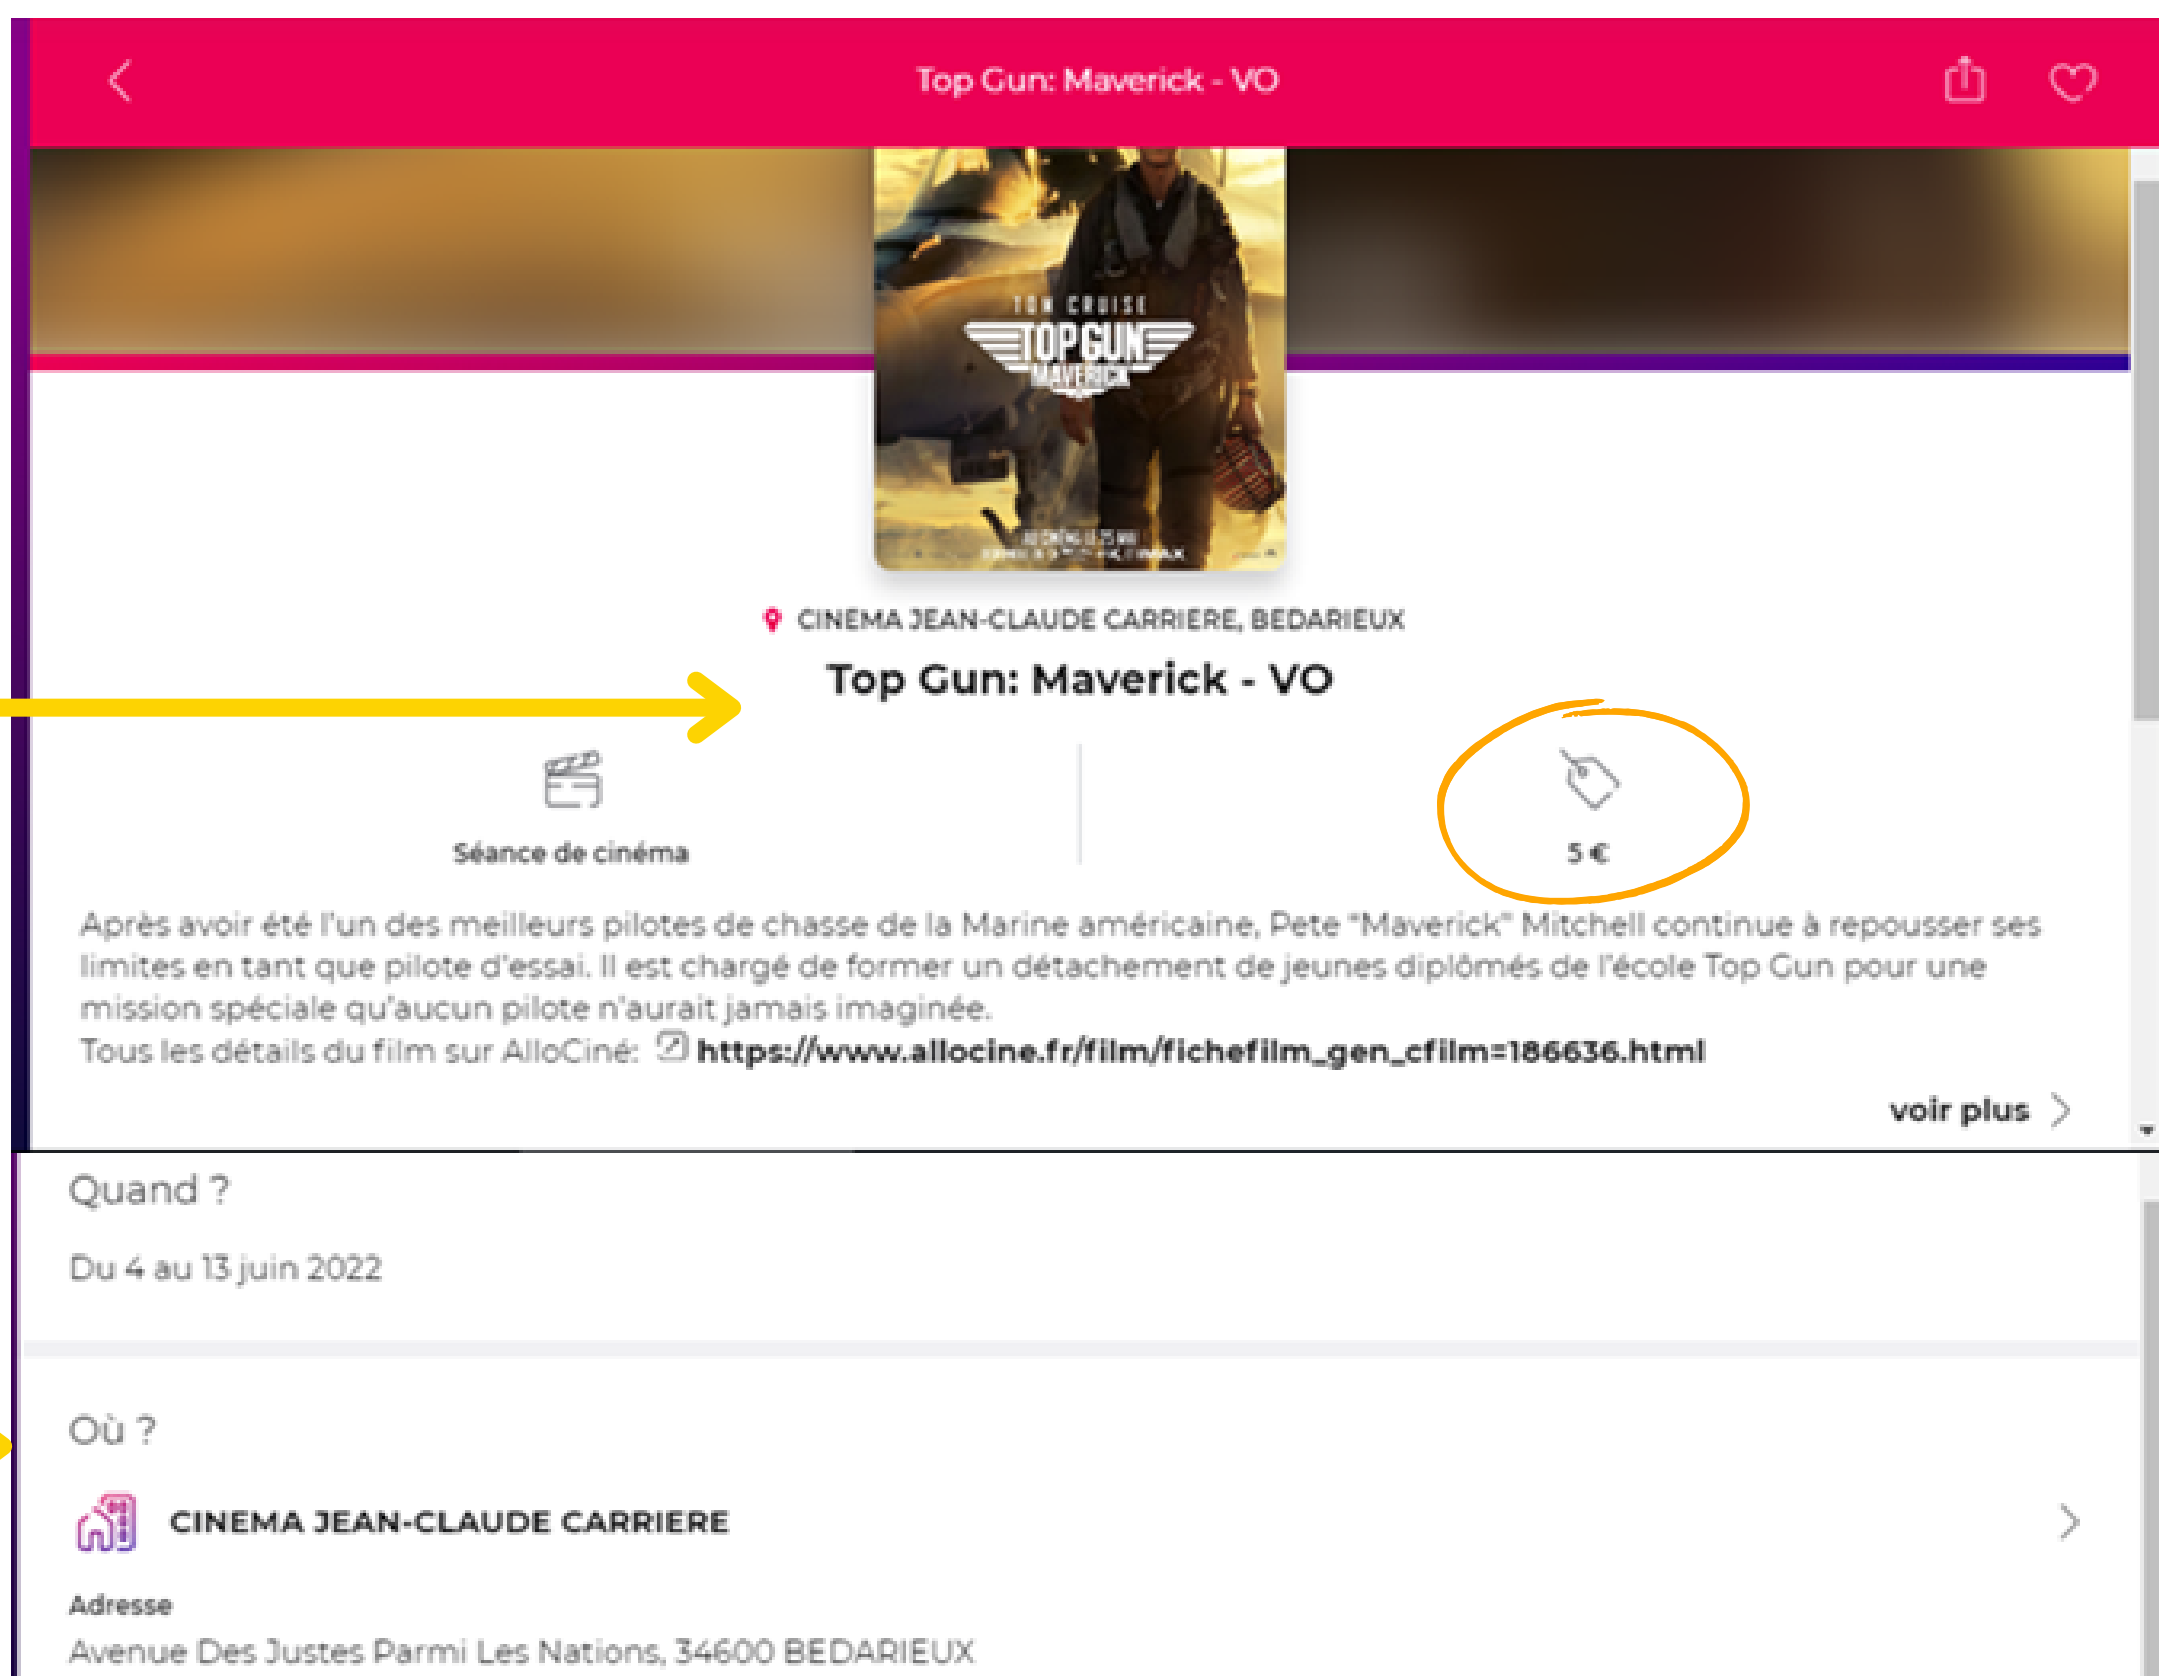 Top Gun: Maverick - VO
TOM CRUISE
TOP GUN
MAVERICK
AU CINÉMA LE 25 MAI
CINEMA JEAN-CLAUDE CARRIERE, BEDARIEUX
Top Gun: Maverick - VO
Séance de cinéma
5 €
Après avoir été l'un des meilleurs pilotes de chasse de la Marine américaine, Pete "Maverick" Mitchell continue à repousser ses
limites en tant que pilote d'essai. Il est chargé de former un détachement de jeunes diplômés de l'école Top Gun pour une
mission spéciale qu'aucun pilote n'aurait jamais imaginée.
Tous les détails du film sur AlloCiné: https://www.allocine.fr/film/fichefilm_gen_cfilm=186636.html
voir plus
Quand ?
Du 4 au 13 juin 2022
Où ?
CINEMA JEAN-CLAUDE CARRIERE
Adresse
Avenue Des Justes Parmi Les Nations, 34600 BEDARIEUX